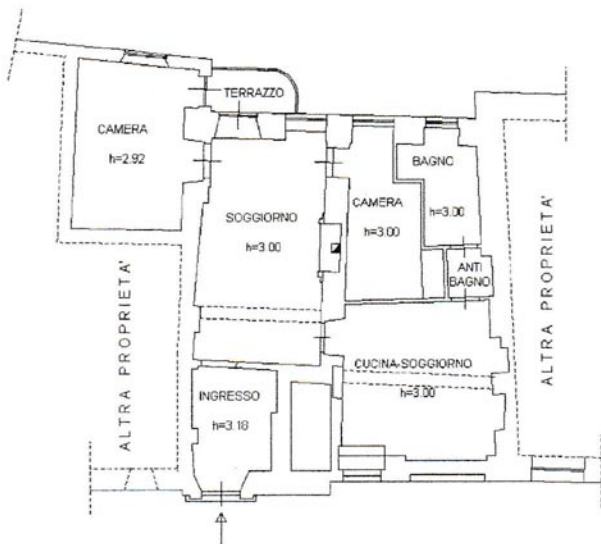 TERRAZZO
CAMERA
h=2.92
BAGNO
h=3.00
SOGGIORNO
h=3.00
CAMERA
h=3.00
ANTI
BAGNO
ALTRA PROPRIETA'
ALTRA PROPRIETA'
CUCINA-SOGGIORNO
h=3.00
INGRESSO
h=3.18